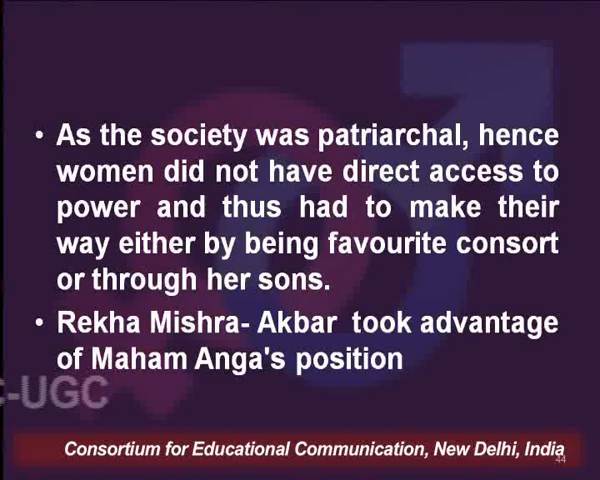 • As the society was patriarchal, hence
women did not have direct access to
power and thus had to make their
way either by being favourite consort
or through her sons.
• Rekha Mishra- Akbar took advantage
of Maham Anga's position
C-UGC
Consortium for Educational Communication, New Delhi, India
44